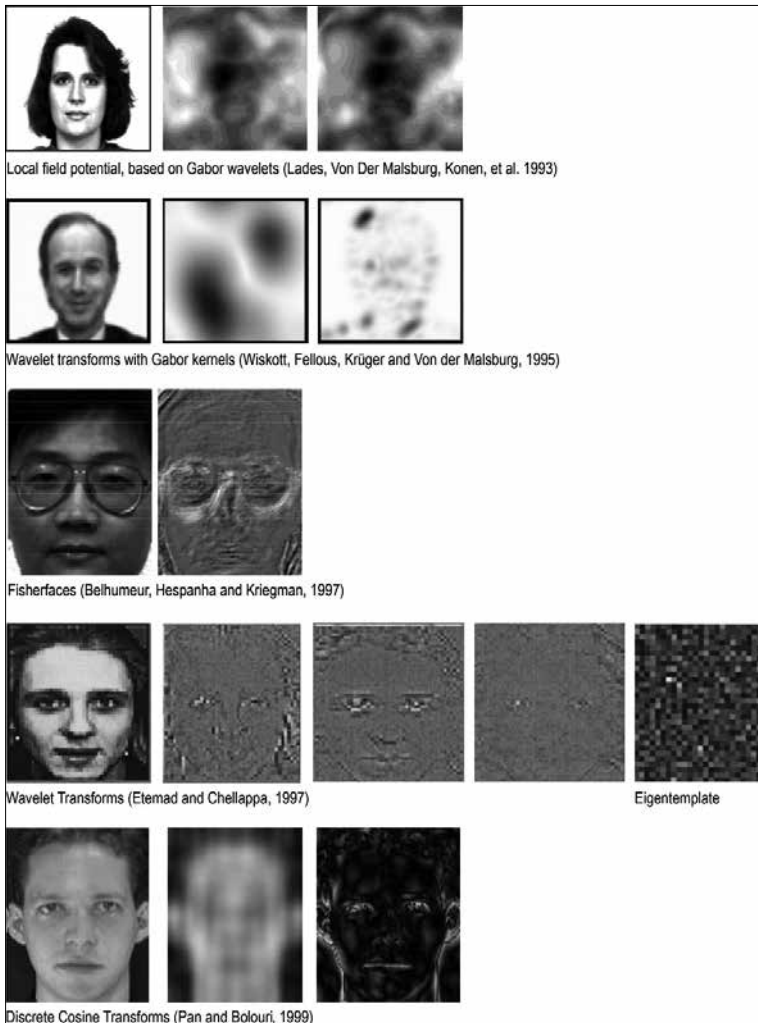 Local field potential, based on Gabor wavelets (Lades, Von Der Malsburg, Konen, et al. 1993)
Wavelet transforms with Gabor kernels (Wiskott, Fellous, Krüger and Von der Malsburg, 1995)
Fisherfaces (Belhumeur, Hespanha and Kriegman, 1997)
Wavelet Transforms (Etemad and Chellappa, 1997)
Eigentemplate
Discrete Cosine Transforms (Pan and Bolouri, 1999)